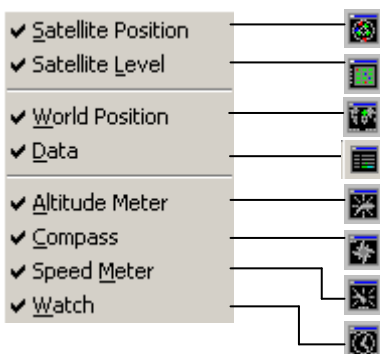 Satellite Position
Satellite Level
World Position
Data
Altitude Meter
Compass
Speed Meter
Watch